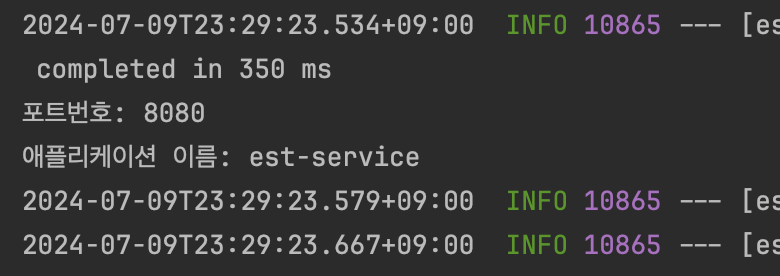 2024-07-09T23:29:23.534+09:00  INFO 10865 --- [es
 completed in 350 ms
포트번호: 8080
애플리케이션 이름: est-service
2024-07-09T23:29:23.579+09:00  INFO 10865 --- [es
2024-07-09T23:29:23.667+09:00  INFO 10865 --- [es